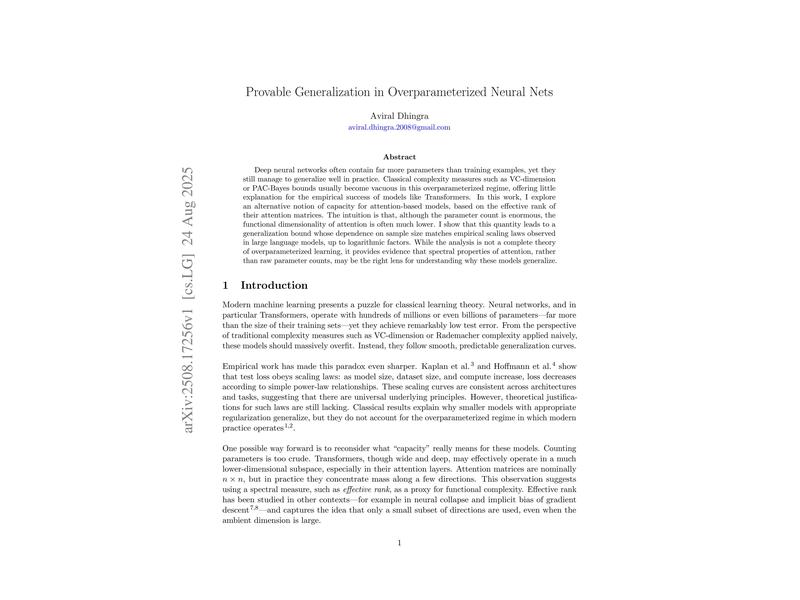 Provable Generalization in Overparameterized Neural Nets
Aviral Dhingra
aviral.dhingra.2008@gmail.com
Abstract
Deep neural networks often contain far more parameters than training examples, yet they
still manage to generalize well in practice. Classical complexity measures such as VC-dimension
or PAC-Bayes bounds usually become vacuous in this overparameterized regime, offering little
explanation for the empirical success of models like Transformers. In this work, I explore
an alternative notion of capacity for attention-based models, based on the effective rank of
their attention matrices. The intuition is that, although the parameter count is enormous, the
functional dimensionality of attention is often much lower. I show that this quantity leads to a
generalization bound whose dependence on sample size matches empirical scaling laws observed
in large language models, up to logarithmic factors. While the analysis is not a complete theory
of overparameterized learning, it provides evidence that spectral properties of attention, rather
than raw parameter counts, may be the right lens for understanding why these models generalize.
1 Introduction
Modern machine learning presents a puzzle for classical learning theory. Neural networks, and in
particular Transformers, operate with hundreds of millions or even billions of parameters—far more
than the size of their training sets—yet they achieve remarkably low test error. From the perspective
of traditional complexity measures such as VC-dimension or Rademacher complexity applied naively,
these models should massively overfit. Instead, they follow smooth, predictable generalization curves.
Empirical work has made this paradox even sharper. Kaplan et al.3 and Hoffmann et al.4 show
that test loss obeys scaling laws: as model size, dataset size, and compute increase, loss decreases
according to simple power-law relationships. These scaling curves are consistent across architectures
and tasks, suggesting that there are universal underlying principles. However, theoretical justifica-
tions for such laws are still lacking. Classical results explain why smaller models with appropriate
regularization generalize, but they do not account for the overparameterized regime in which modern
practice operates1,2.
One possible way forward is to reconsider what “capacity” really means for these models. Counting
parameters is too crude. Transformers, though wide and deep, may effectively operate in a much
lower-dimensional subspace, especially in their attention layers. Attention matrices are nominally
n × n, but in practice they concentrate mass along a few directions. This observation suggests
using a spectral measure, such as effective rank, as a proxy for functional complexity. Effective rank
has been studied in other contexts—for example in neural collapse and implicit bias of gradient
descent7,8—and captures the idea that only a small subset of directions are used, even when the
ambient dimension is large.
1
arXiv:2508.17256v1 [cs.LG] 24 Aug 2025